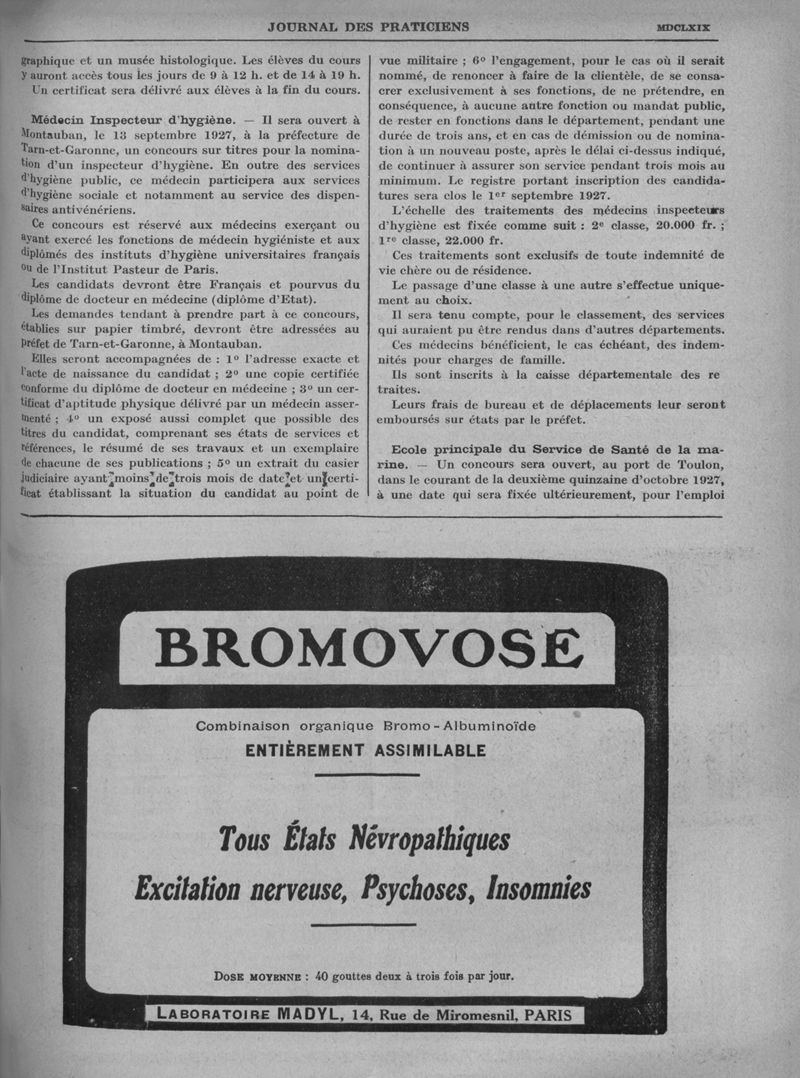 JOURNAL DES PRATICIENS
MDCLXIX
graphique et un musée histologique. Les élèves du cours
y auront accès tous les jours de 9 à 12 h. et de 14 à 19 h.
Un certificat sera délivré aux élèves à la fin du cours.
Médecin Inspecteur d'hygiène. — Il sera ouvert à
Montauban, le 13 septembre 1927, à la préfecture de
Tarn-et-Garonne, un concours sur titres pour la nomina-
tion d'un inspecteur d'hygiène. En outre des services
d'hygiène public, ce médecin participera aux services
d'hygiène sociale et notamment au service des dispen-
saires antivénériens.
Ce concours est réservé aux médecins exerçant ou
ayant exercé les fonctions de médecin hygiéniste et aux
diplômés des instituts d'hygiène universitaires français
ou de l'Institut Pasteur de Paris.
Les candidats devront être Français et pourvus du
diplôme de docteur en médecine (diplôme d'Etat).
Les demandes tendant à prendre part à ce concours,
établies sur papier timbré, devront être adressées au
préfet de Tarn-et-Garonne, à Montauban.
Elles seront accompagnées de : 1º l'adresse exacte et
l'acte de naissance du candidat ; 2º une copie certifiée
conforme du diplôme de docteur en médecine ; 3º un cer-
tificat d'aptitude physique délivré par un médecin asser-
menté ; 4º un exposé aussi complet que possible des
titres du candidat, comprenant ses états de services et
références, le résumé de ses travaux et un exemplaire
de chacune de ses publications ; 5º un extrait du casier
judiciaire ayant moins de trois mois de date et un certi-
ficat établissant la situation du candidat au point de
vue militaire ; 6º l'engagement, pour le cas où il serait
nommé, de renoncer à faire de la clientèle, de se consa-
crer exclusivement à ses fonctions, de ne prétendre, en
conséquence, à aucune antre fonction ou mandat public,
de rester en fonctions dans le département, pendant une
durée de trois ans, et en cas de démission ou de nomina-
tion à un nouveau poste, après le délai ci-dessus indiqué,
de continuer à assurer son service pendant trois mois au
minimum. Le registre portant inscription des candida-
tures sera clos le 1er septembre 1927.
L'échelle des traitements des médecins inspecteurs
d'hygiène est fixée comme suit : 2e classe, 20.000 fr. ;
1re classe, 22.000 fr.
Ces traitements sont exclusifs de toute indemnité de
vie chère ou de résidence.
Le passage d'une classe à une autre s'effectue unique-
ment au choix.
Il sera tenu compte, pour le classement, des services
qui auraient pu être rendus dans d'autres départements.
Ces médecins bénéficient, le cas échéant, des indem-
nités pour charges de famille.
Ils sont inscrits à la caisse départementale des re
traites.
Leurs frais de bureau et de déplacements leur seront
emboursés sur états par le préfet.
Ecole principale du Service de Santé de la ma-
rine. — Un concours sera ouvert, au port de Toulon,
dans le courant de la deuxième quinzaine d'octobre 1927,
à une date qui sera fixée ultérieurement, pour l'emploi
BROMOVOSE
Combinaison organique Bromo-Albuminoïde
ENTIÈREMENT ASSIMILABLE
Tous États Névropathiques
Excitation nerveuse, Psychoses, Insomnies
DOSE MOYENNE : 40 gouttes deux à trois fois par jour.
LABORATOIRE MADYL, 14, Rue de Miromesnil, PARIS